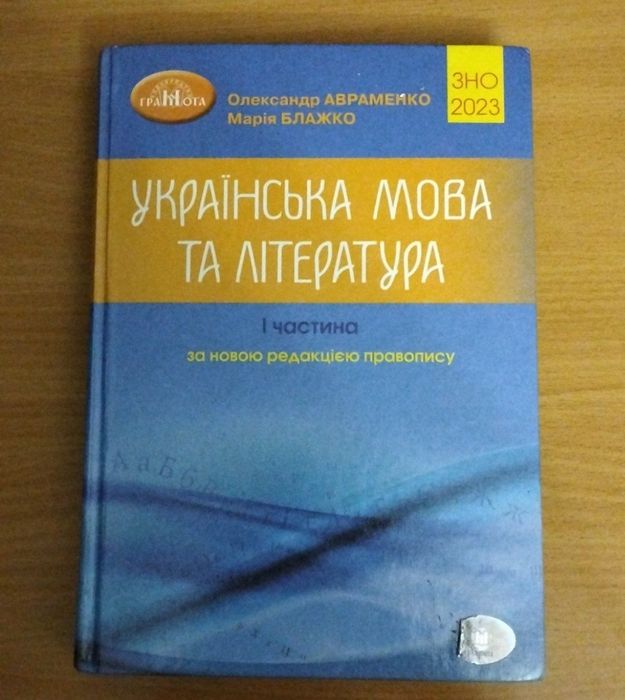 ГРАМОТА
Олександр АВРАМЕНКО
Марія БЛАЖКО
ЗНО
2023
УКРАЇНСЬКА МОВА
ТА ЛІТЕРАТУРА
І частина
за новою редакцією правопису